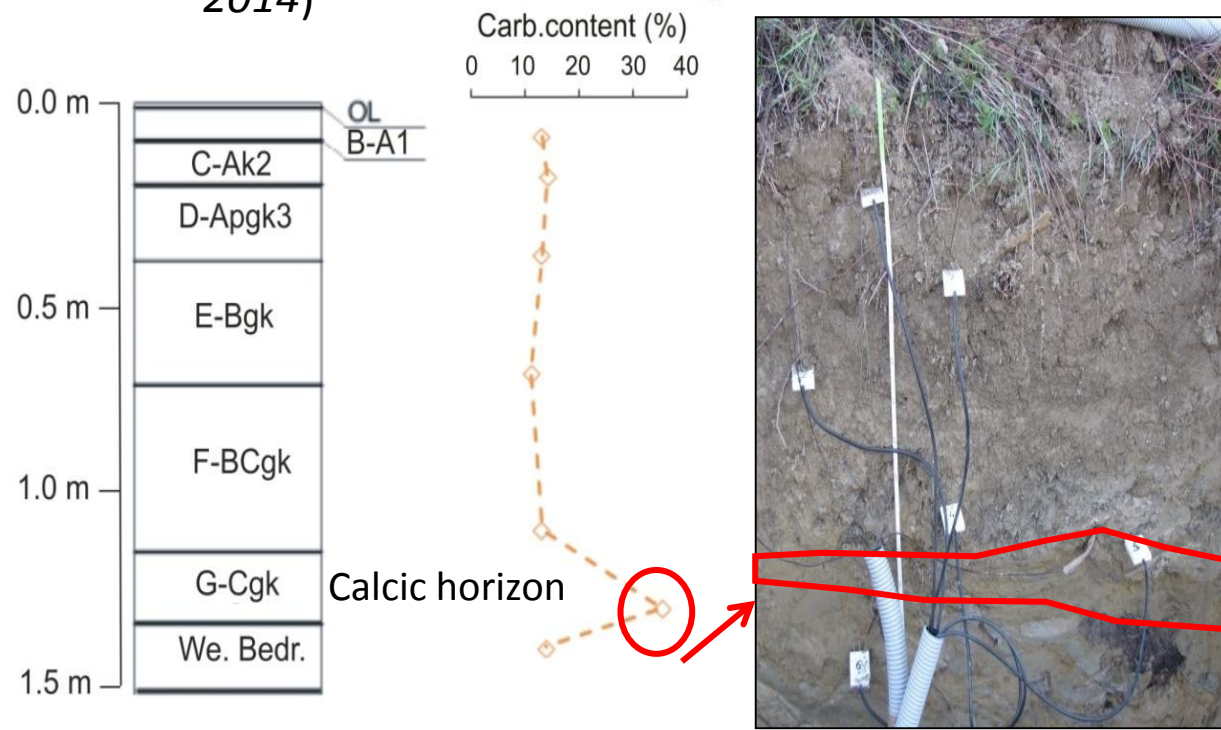 2014)
Carb.content (%)
0 10 20 30 40
0.0 m
OL
B-A1
C-Ak2
D-Apgk3
0.5 m
E-Bgk
F-BCgk
1.0 m
G-Cgk
Calcic horizon
We. Bedr.
1.5 m